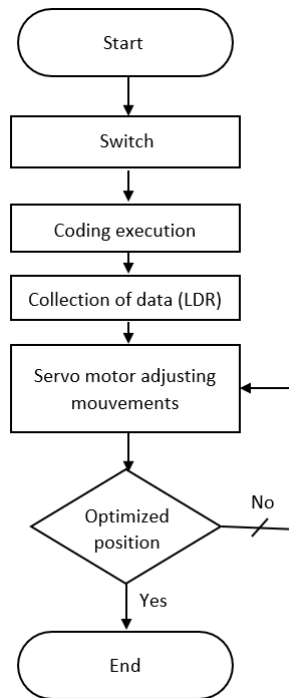 Start
Switch
Coding execution
Collection of data (LDR)
Servo motor adjusting
mouvements
Optimized
position
No
Yes
End